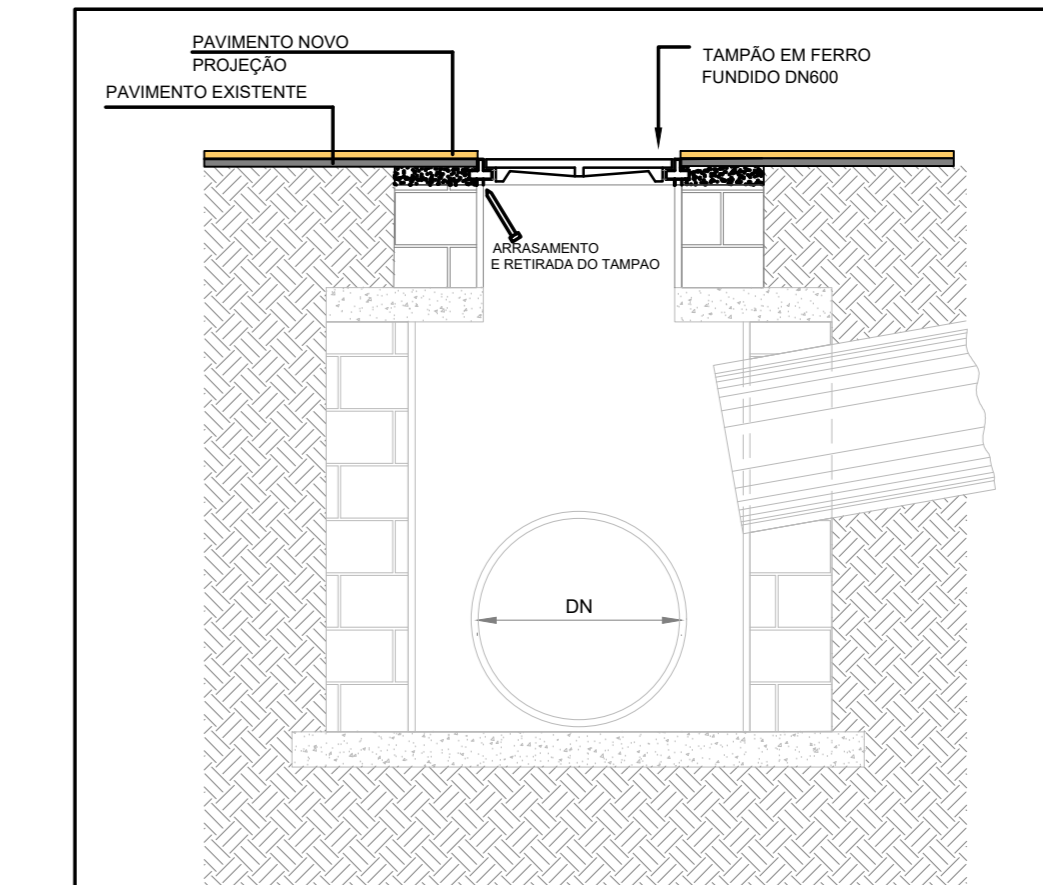 PAVIMENTO NOVO
PROJEÇÃO
PAVIMENTO EXISTENTE
TAMPÃO EM FERRO
FUNDIDO DN600
ARRASAMENTO
E RETIRADA DO TAMPAO
DN